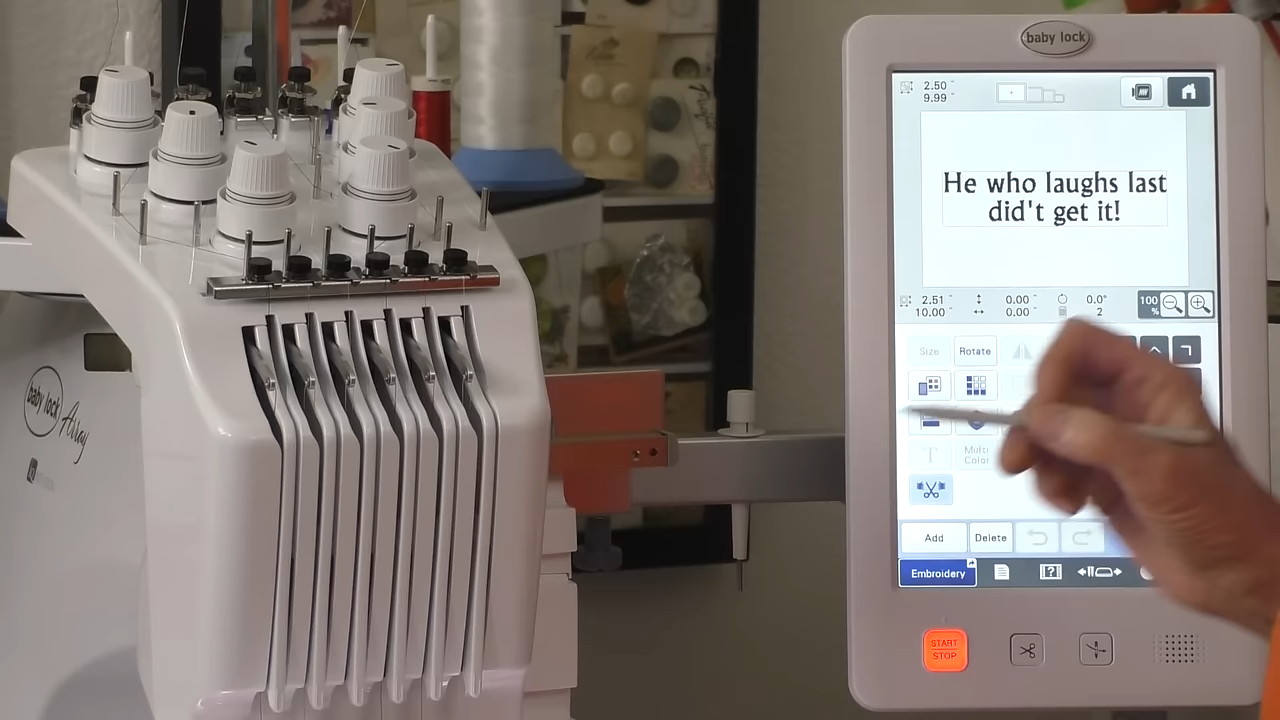 baby lock
2.50 "
9.99 "
He who laughs last
did't get it!
2.51 "
10.00 "
0.00 "
0.00 "
0.0°
2
100
%
Size
Rotate
T
Multi
Color
Add
Delete
Embroidery
START
STOP
baby lock
Array